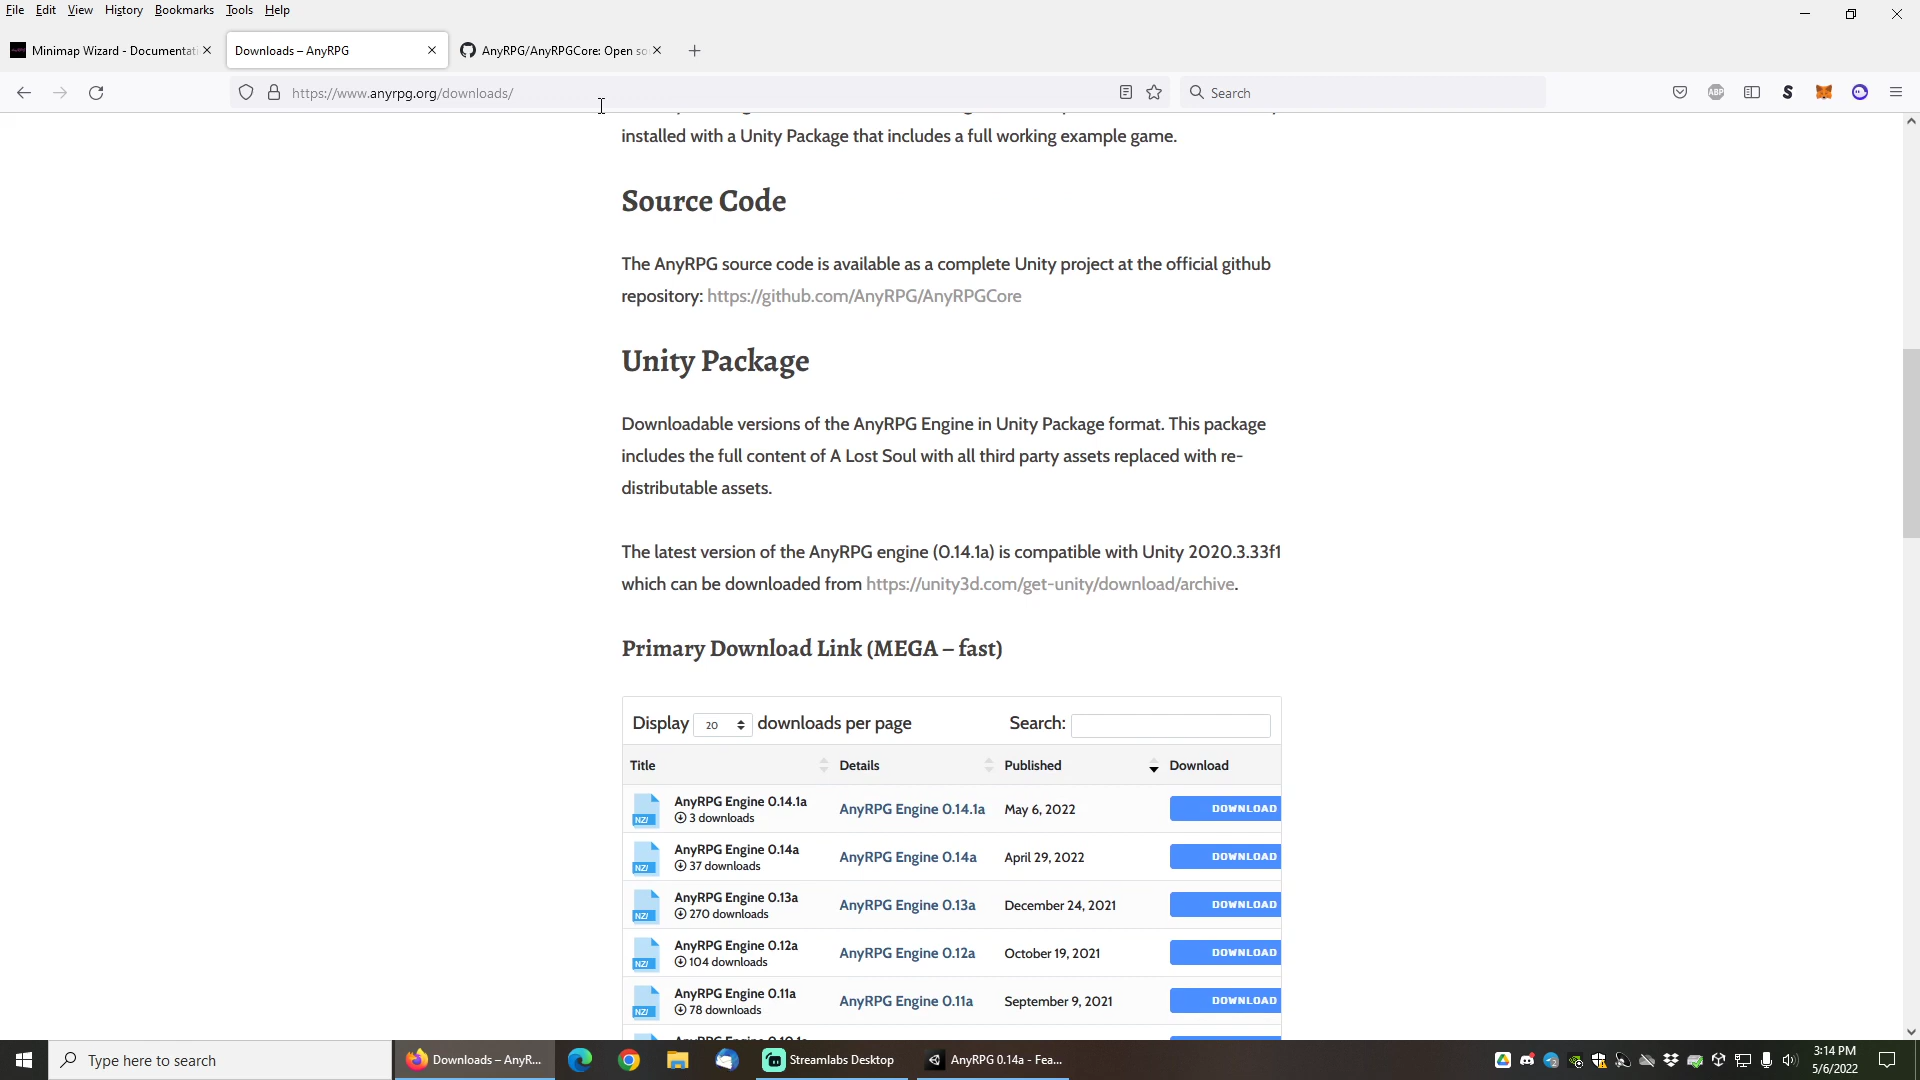 File Edit View History Bookmarks Tools Help
Minimap Wizard - Documentati
Downloads – AnyRPG
AnyRPG/AnyRPGCore: Open so
https://www.anyrpg.org/downloads/
Search
ABP
installed with a Unity Package that includes a full working example game.
Source Code
The AnyRPG source code is available as a complete Unity project at the official github
repository: https://github.com/AnyRPG/AnyRPGCore
Unity Package
Downloadable versions of the AnyRPG Engine in Unity Package format. This package
includes the full content of A Lost Soul with all third party assets replaced with re-
distributable assets.
The latest version of the AnyRPG engine (0.14.1a) is compatible with Unity 2020.3.33f1
which can be downloaded from https://unity3d.com/get-unity/download/archive.
Primary Download Link (MEGA – fast)
Display 20 downloads per page Search:
Title Details Published Download
AnyRPG Engine 0.14.1a
3 downloads
AnyRPG Engine 0.14.1a May 6, 2022 DOWNLOAD
AnyRPG Engine 0.14a
37 downloads
AnyRPG Engine 0.14a April 29, 2022 DOWNLOAD
AnyRPG Engine 0.13a
270 downloads
AnyRPG Engine 0.13a December 24, 2021 DOWNLOAD
AnyRPG Engine 0.12a
104 downloads
AnyRPG Engine 0.12a October 19, 2021 DOWNLOAD
AnyRPG Engine 0.11a
78 downloads
AnyRPG Engine 0.11a September 9, 2021 DOWNLOAD
Type here to search
Downloads – AnyR...
Streamlabs Desktop
AnyRPG 0.14a - Fea...
3:14 PM
5/6/2022